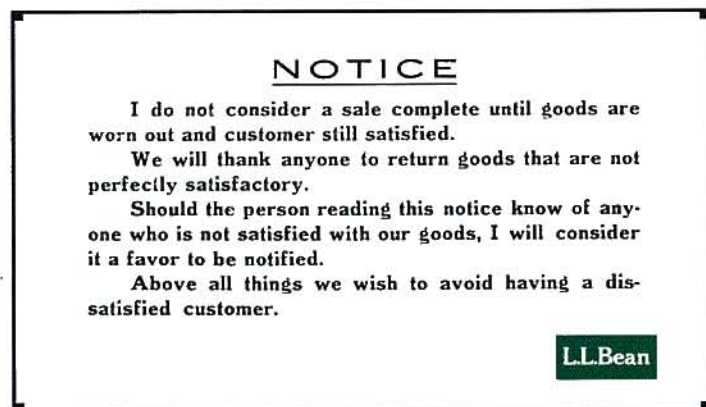 NOTICE
I do not consider a sale complete until goods are
worn out and customer still satisfied.
We will thank anyone to return goods that are not
perfectly satisfactory.
Should the person reading this notice know of any-
one who is not satisfied with our goods, I will consider
it a favor to be notified.
Above all things we wish to avoid having a dis-
satisfied customer.
L.L.Bean